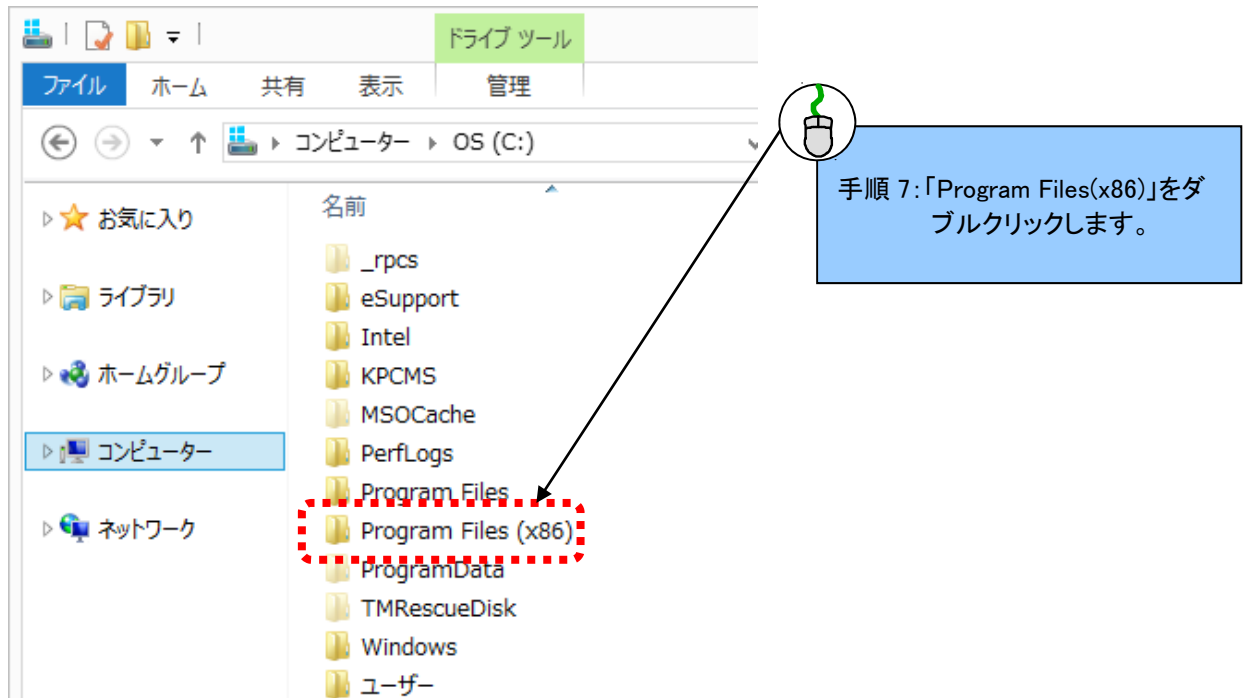 ドライブ ツール
ファイル ホーム 共有 表示 管理
コンピューター OS (C:)
手順 7:「Program Files(x86)」をダ
ブルクリックします。
お気に入り
ライブラリ
ホームグループ
コンピューター
ネットワーク
名前
_rpcs
eSupport
Intel
KPCMS
MSOCache
PerfLogs
Program Files
Program Files (x86)
ProgramData
TMRescueDisk
Windows
ユーザー